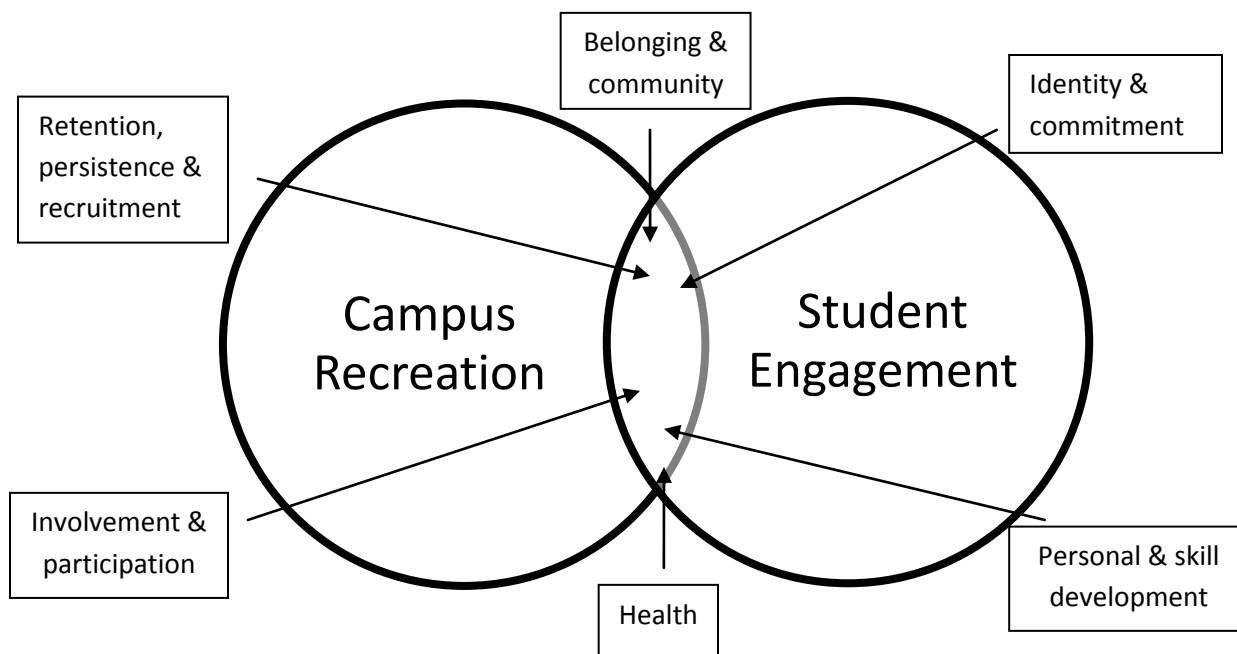 Belonging &
community
Identity &
commitment
Retention,
persistence &
recruitment
Campus
Recreation
Student
Engagement
Involvement &
participation
Health
Personal & skill
development